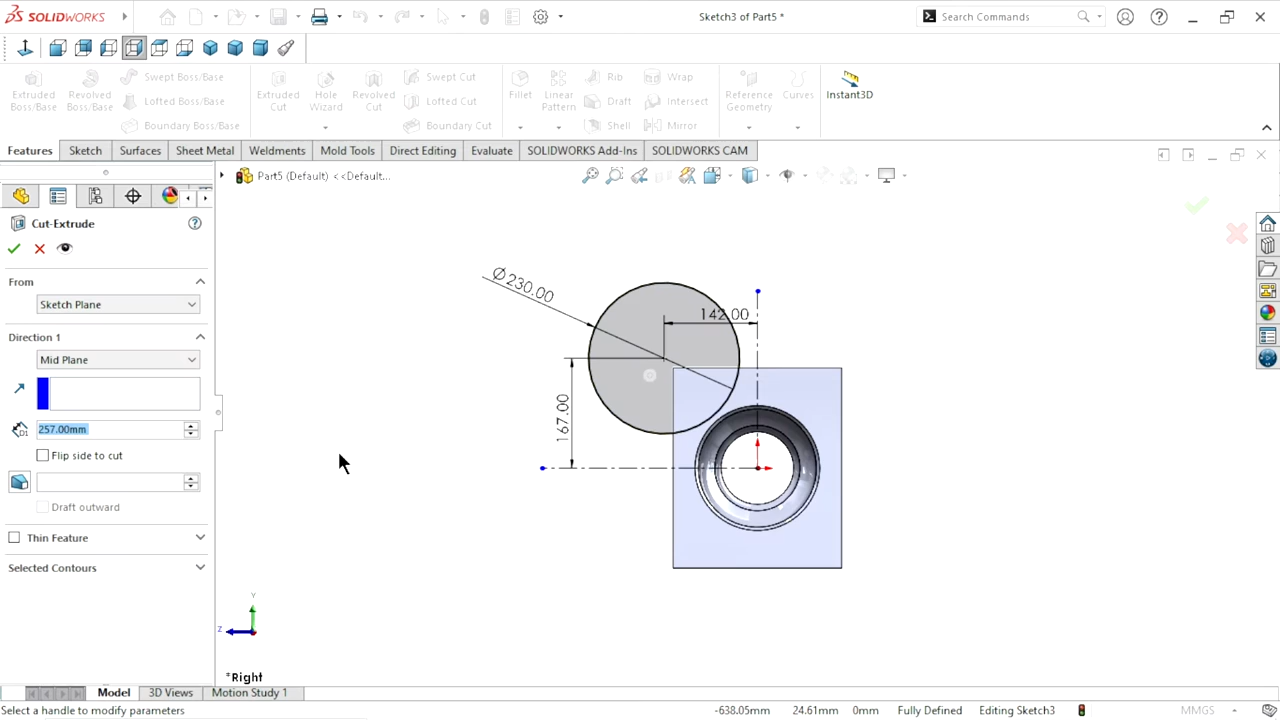 SOLIDWORKS
Sketch3 of Part5 *
Search Commands
Extruded Boss/Base
Revolved Boss/Base
Swept Boss/Base
Lofted Boss/Base
Boundary Boss/Base
Extruded Cut
Hole Wizard
Revolved Cut
Swept Cut
Lofted Cut
Boundary Cut
Fillet
Linear Pattern
Rib
Draft
Shell
Wrap
Intersect
Mirror
Reference Geometry
Curves
Instant3D
Features
Sketch
Surfaces
Sheet Metal
Weldments
Mold Tools
Direct Editing
Evaluate
SOLIDWORKS Add-Ins
SOLIDWORKS CAM
Part5 (Default) <<Default...
Cut-Extrude
From
Sketch Plane
Direction 1
Mid Plane
D1
257.00mm
Flip side to cut
Draft outward
Thin Feature
Selected Contours
Ø230.00
142.00
167.00
Y
Z
*Right
Model
3D Views
Motion Study 1
Select a handle to modify parameters
-638.05mm
24.61mm
0mm
Fully Defined
Editing Sketch3
MMGS